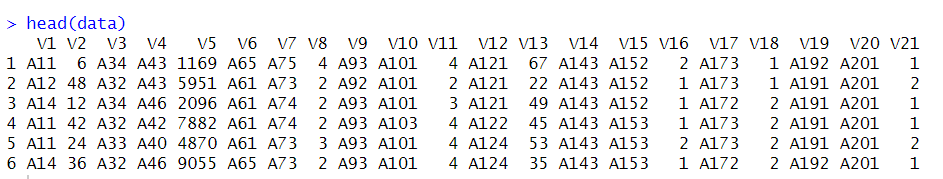 > head(data)
V1 V2 V3 V4 V5 V6 V7 V8 V9 V10 V11 V12 V13 V14 V15 V16 V17 V18 V19 V20 V21
1 A11 6 A34 A43 1169 A65 A75 4 A93 A101 4 A121 67 A143 A152 2 A173 1 A192 A201 1
2 A12 48 A32 A43 5951 A61 A73 2 A92 A101 2 A121 22 A143 A152 1 A173 1 A191 A201 2
3 A14 12 A34 A46 2096 A61 A74 2 A93 A101 3 A121 49 A143 A152 1 A172 2 A191 A201 1
4 A11 42 A32 A42 7882 A61 A74 2 A93 A103 4 A122 45 A143 A153 1 A173 2 A191 A201 1
5 A11 24 A33 A40 4870 A61 A73 3 A93 A101 4 A124 53 A143 A153 2 A173 2 A191 A201 2
6 A14 36 A32 A46 9055 A65 A73 2 A93 A101 4 A124 35 A143 A153 1 A172 2 A192 A201 1